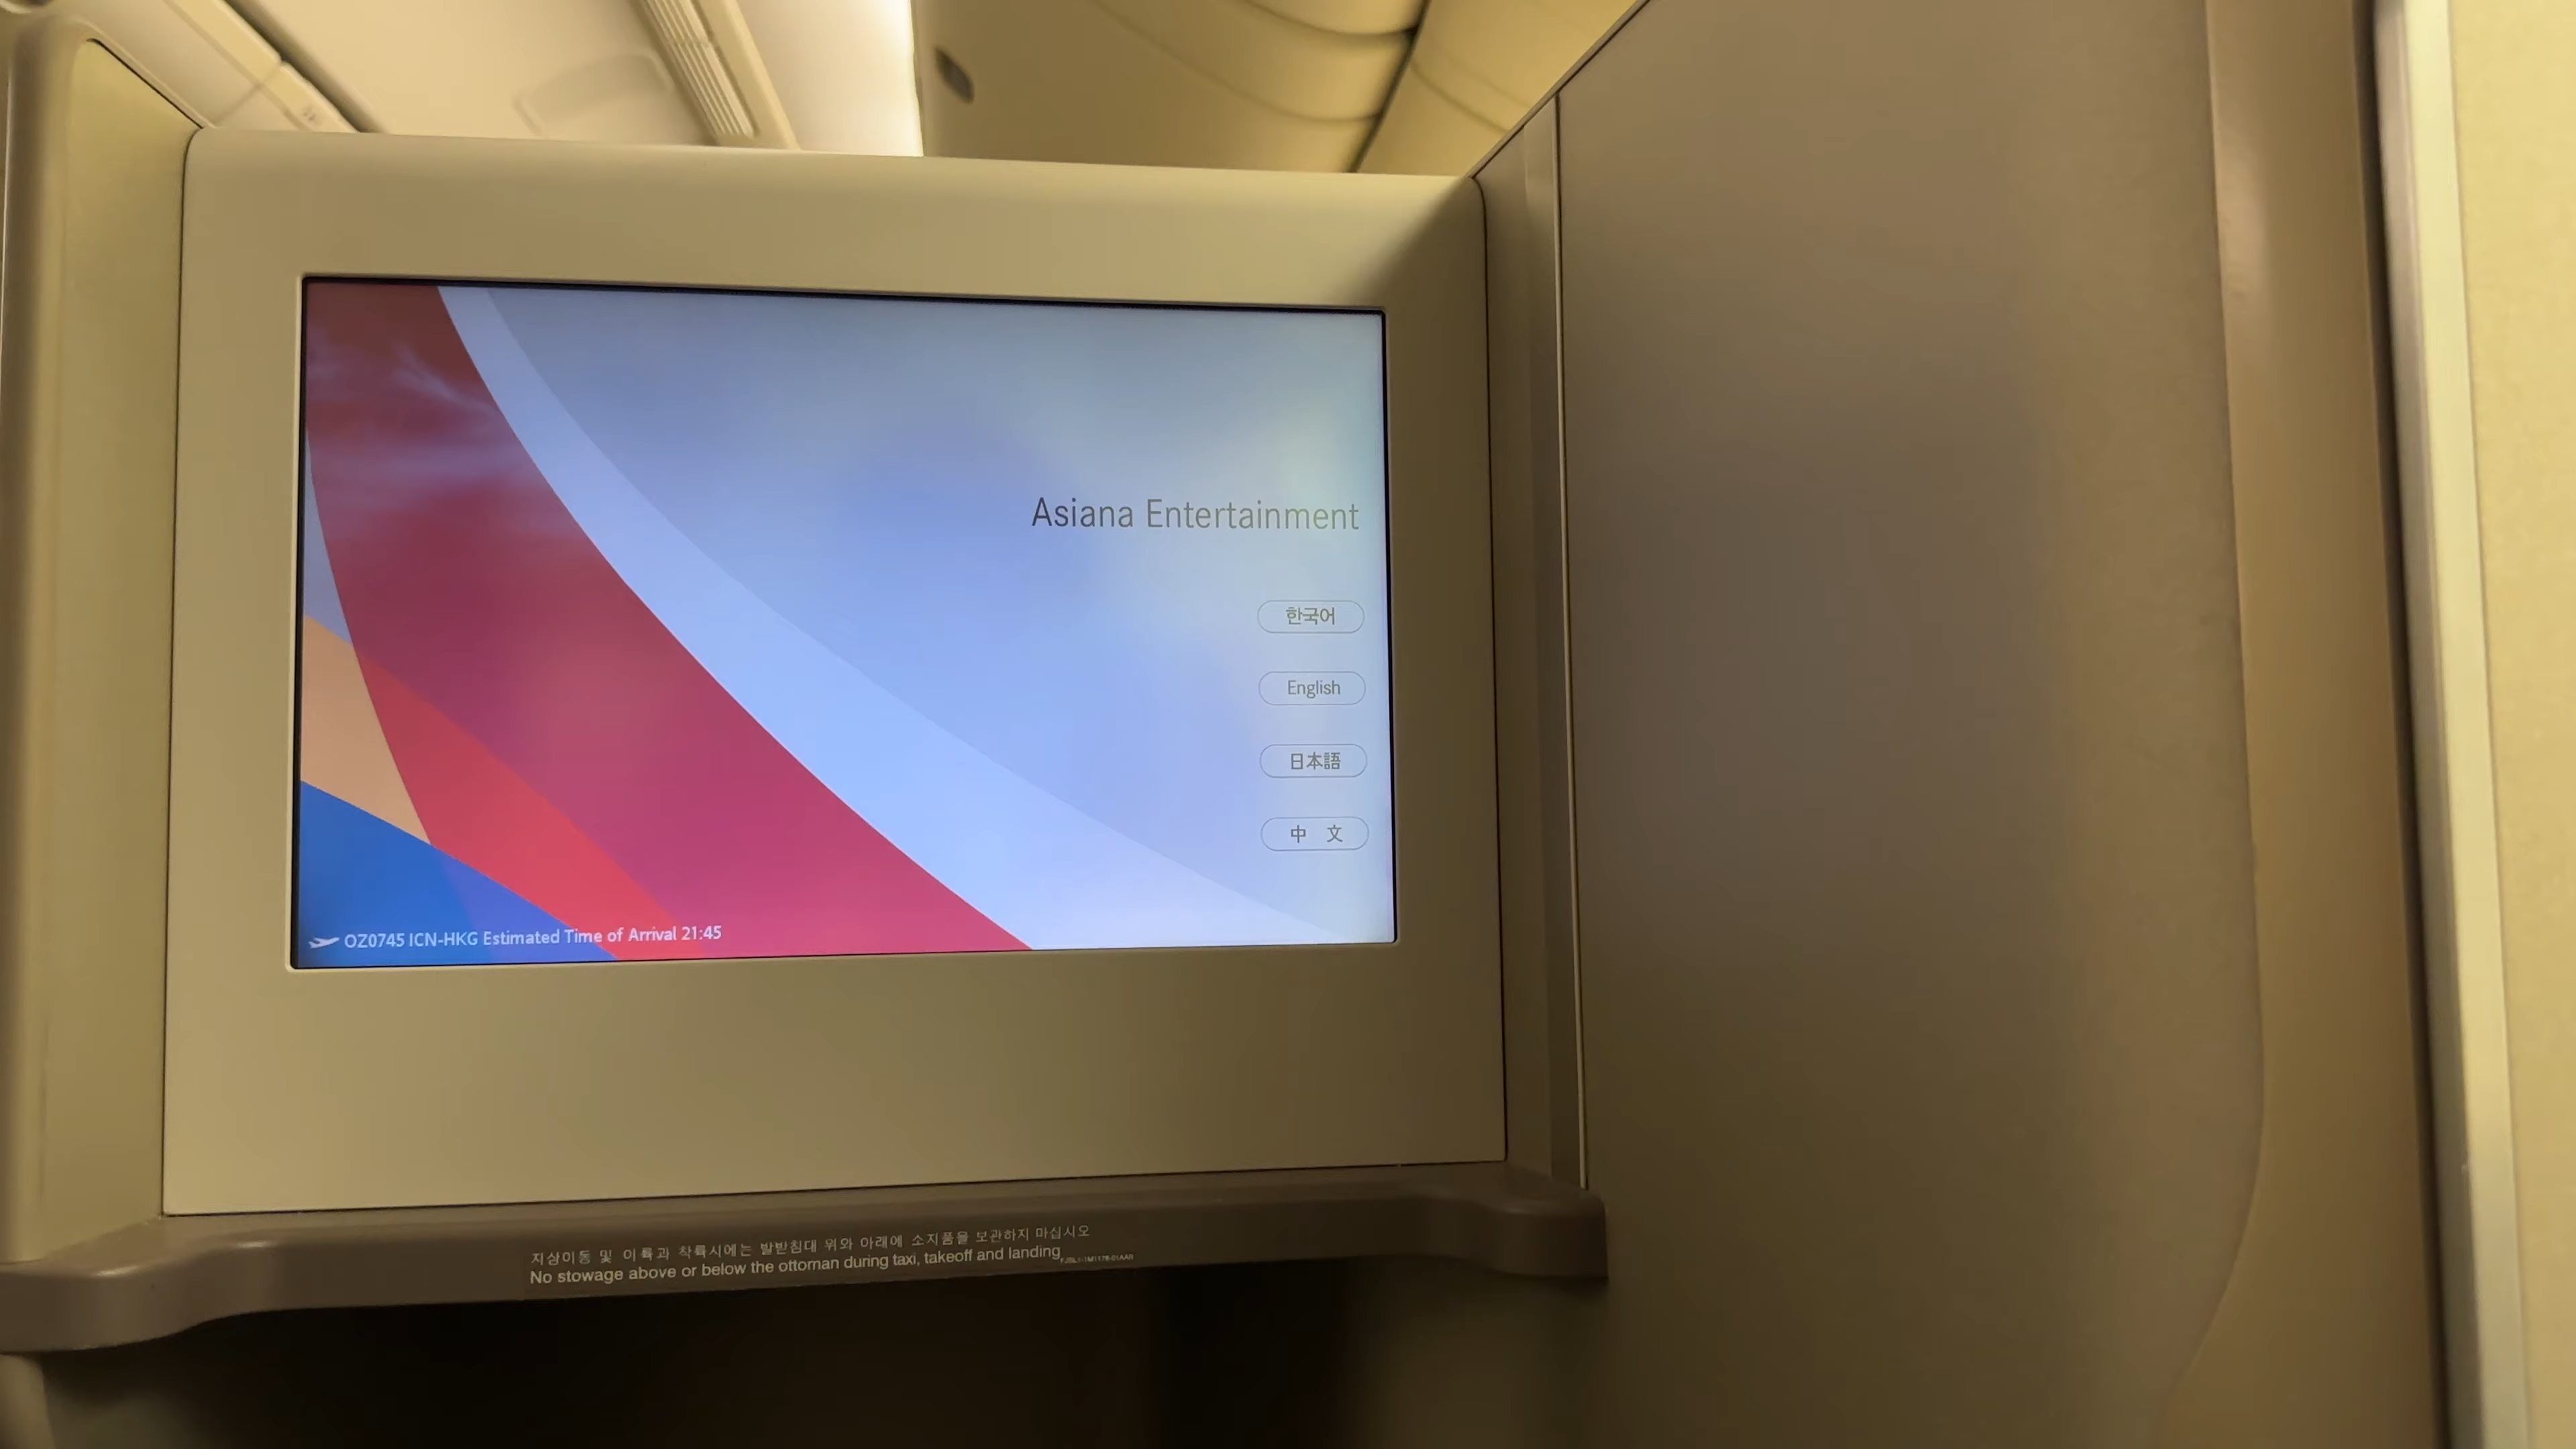 Asiana Entertainment
한국어
English
日本語
中 文
OZ0745 ICN-HKG Estimated Time of Arrival 21:45
지상이동 및 이륙과 착륙시에는 발받침대 위와 아래에 소지품을 보관하지 마십시오
No stowage above or below the ottoman during taxi, takeoff and landing